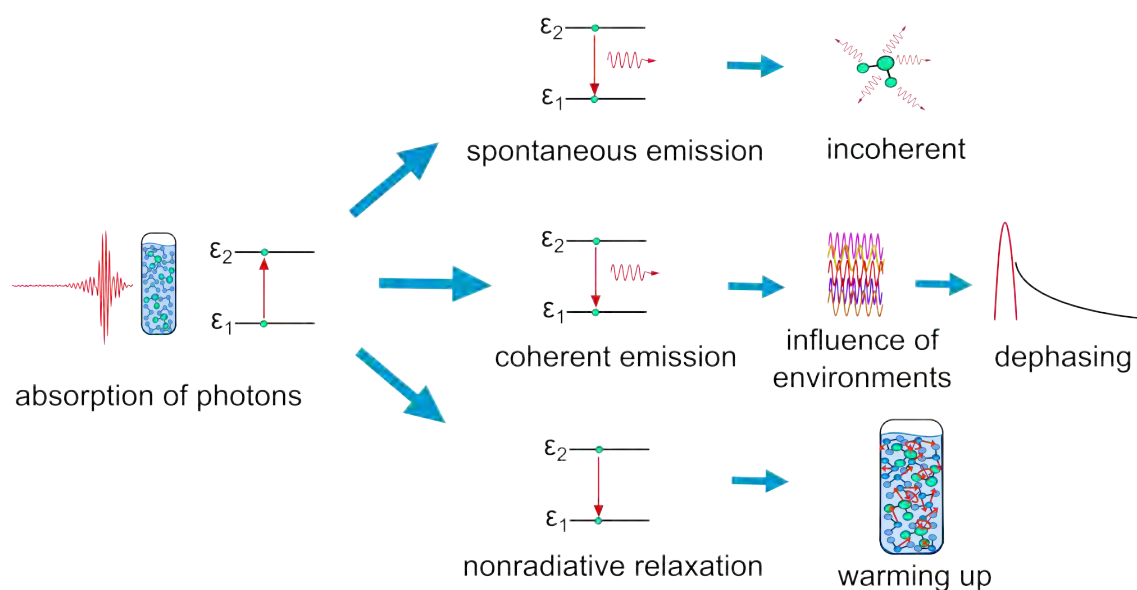 ε2
ε1
spontaneous emission
incoherent
ε2
ε1
absorption of photons
ε2
ε1
coherent emission
influence of
environments
dephasing
ε2
ε1
nonradiative relaxation
warming up